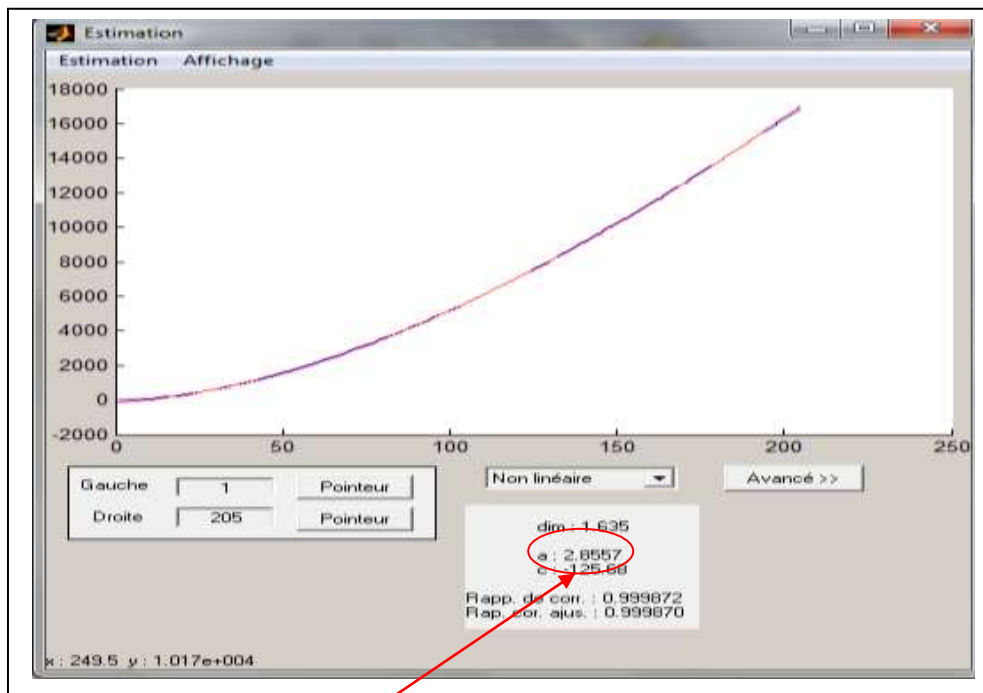 Estimation
Estimation Affichage
18000
16000
14000
12000
10000
8000
6000
4000
2000
0
-2000
0 50 100 150 200 250
Gauche 1 Pointeur
Droite 205 Pointeur
Non linéaire
Avancé >>
dim : 1.635
a : 2.8557
c : -125.68
Rapp. de corr. : 0.999872
Rap. cor. ajus. : 0.999870
x : 249.5 y : 1.017e+004